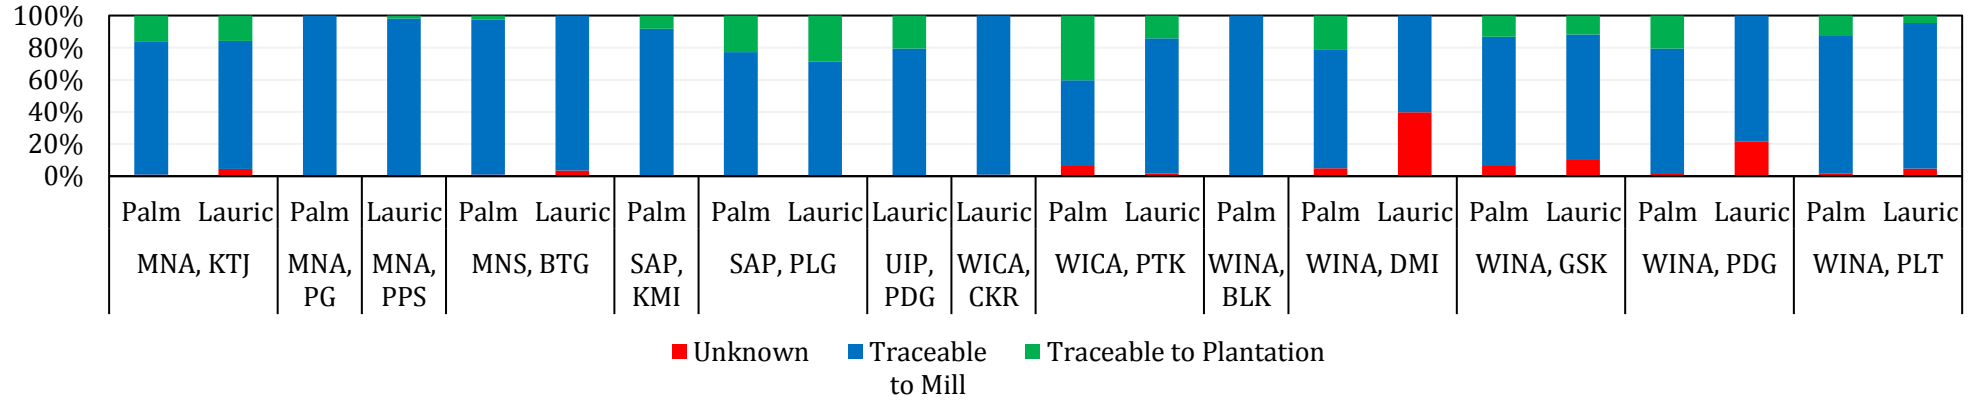 100%
80%
60%
40%
20%
0%
Palm Lauric Palm Lauric Palm Lauric Palm Palm Lauric Lauric Lauric Palm Lauric Palm Palm Lauric Palm Lauric Palm Lauric Palm Lauric
MNA, KTJ MNA, MNA, MNS, BTG SAP, SAP, PLG UIP, WICA, WICA, PTK WINA, WINA, DMI WINA, GSK WINA, PDG WINA, PLT
PG PPS KMI PDG CKR BLK
Unknown Traceable Traceable to Plantation
to Mill